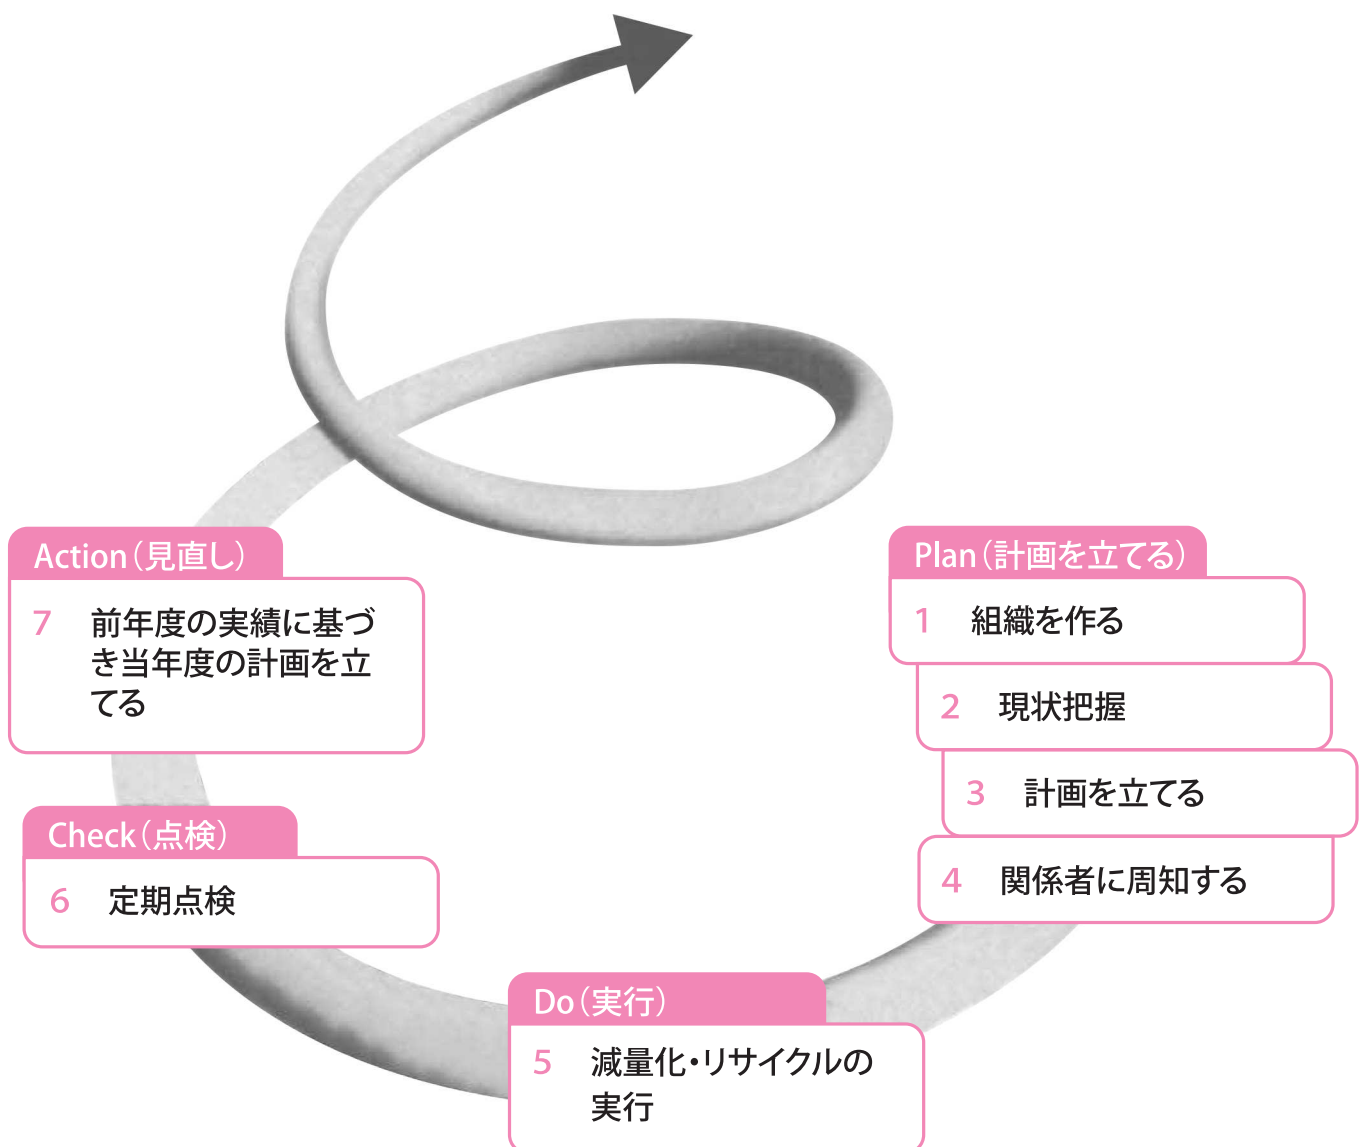 Plan(計画を立てる)
1 組織を作る
2 現状把握
3 計画を立てる
4 関係者に周知する
Do(実行)
5 減量化・リサイクルの
実行
Check(点検)
6 定期点検
Action(見直し)
7 前年度の実績に基づ
き当年度の計画を立
てる